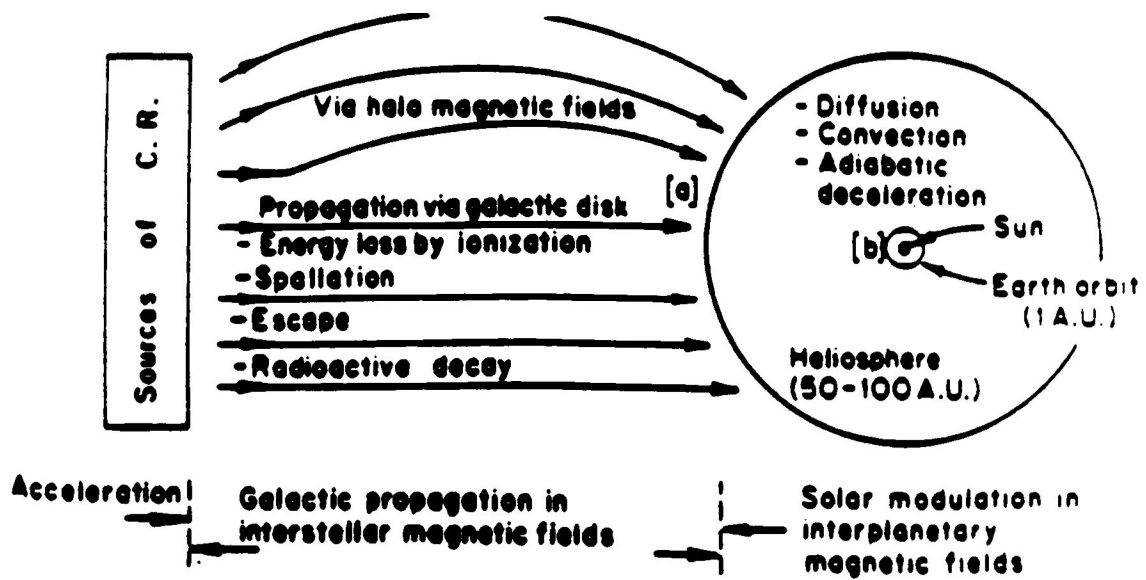 Sources of C. R.
Via halo magnetic fields
[a]
Propagation via galactic disk
- Energy loss by ionization
- Spallation
- Escape
- Radioactive decay
- Diffusion
- Convection
- Adiabatic
deceleration
Sun
[b]
Earth orbit
(1 A.U.)
Heliosphere
(50-100 A.U.)
Acceleration
Galactic propagation in
interstellar magnetic fields
Solar modulation in
interplanetary
magnetic fields